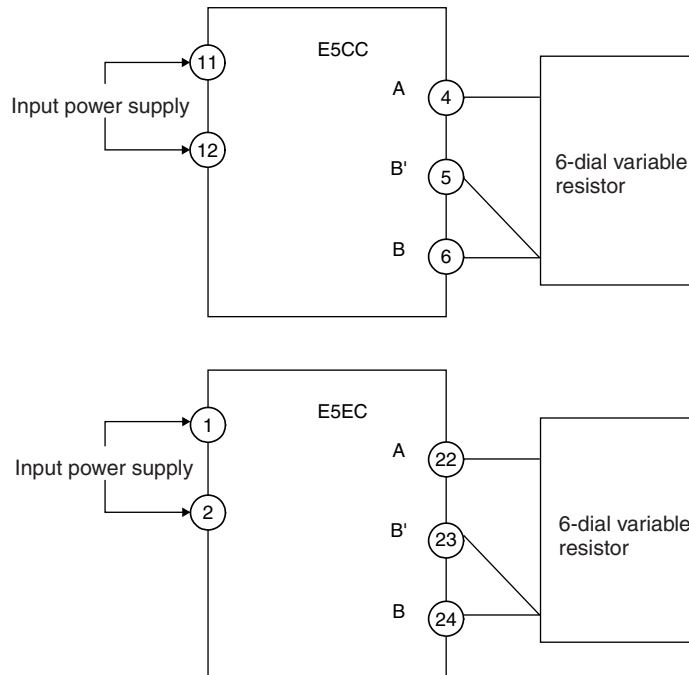 E5CC
11
A
4
Input power supply
12
B'
5
6-dial variable
resistor
B
6
E5EC
1
A
22
Input power supply
2
B'
23
6-dial variable
resistor
B
24